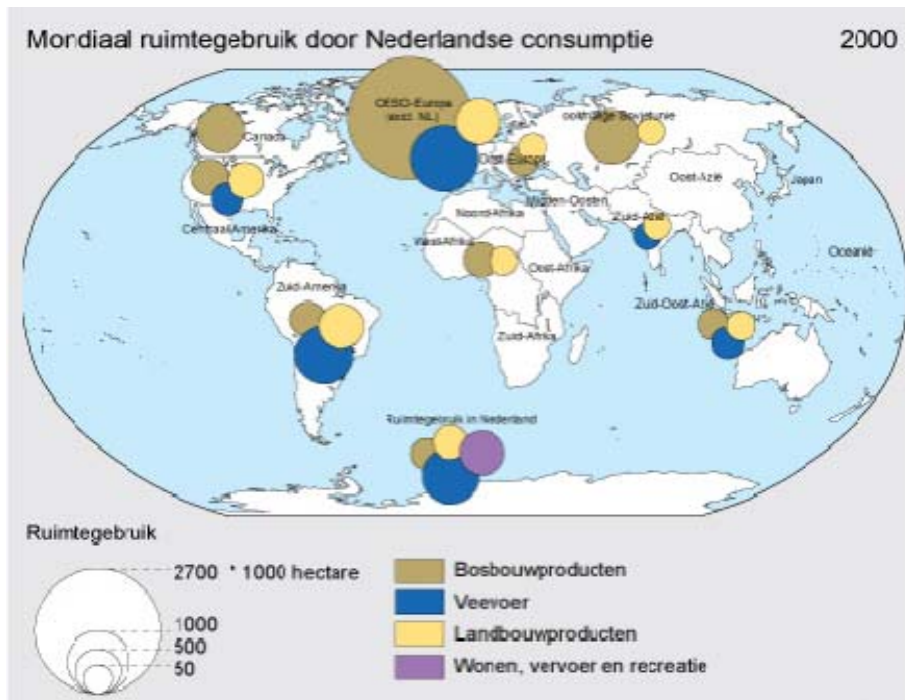 Mondiaal ruimtegebruik door Nederlandse consumptie 2000
OESO-Europa
(excl. NL)
Canada
VS
Oost-Europa
voormalige Sovjetunie
Oost-Azië
Japan
Midden-Oosten
Noord-Afrika
Centraal-Amerika
West-Afrika
Oost-Afrika
Zuid-Azië
Oceanië
Zuid-Amerika
Zuid-Oost-Azië
Zuid-Afrika
Ruimtegebruik in Nederland
Ruimtegebruik
2700 * 1000 hectare
1000
500
50
Bosbouwproducten
Veevoer
Landbouwproducten
Wonen, vervoer en recreatie